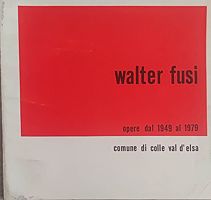 walter fusi
opere dal 1949 al 1979
comune di colle val d'elsa